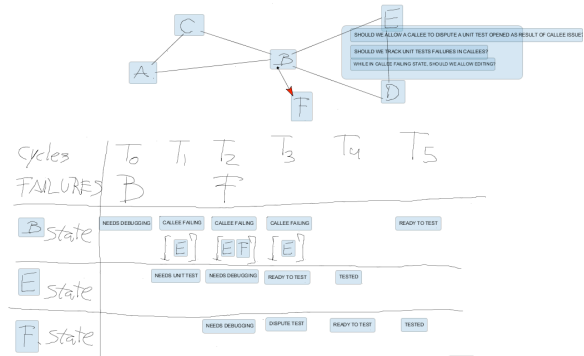 C
E
SHOULD WE ALLOW A CALLEE TO DISPUTE A UNIT TEST OPENED AS RESULT OF CALLEE ISSUE?
SHOULD WE TRACK UNIT TESTS FAILURES IN CALLEES?
WHILE IN CALLEE FAILING STATE, SHOULD WE ALLOW EDITING?
B
A
D
F
Cycles T0 T1 T2 T3 T4 T5
FAILURES B F
B state NEEDS DEBUGGING CALLEE FAILING CALLEE FAILING CALLEE FAILING READY TO TEST
[E] [E F] [E]
E state NEEDS UNIT TEST NEEDS DEBUGGING READY TO TEST TESTED
F. state NEEDS DEBUGGING DISPUTE TEST READY TO TEST TESTED